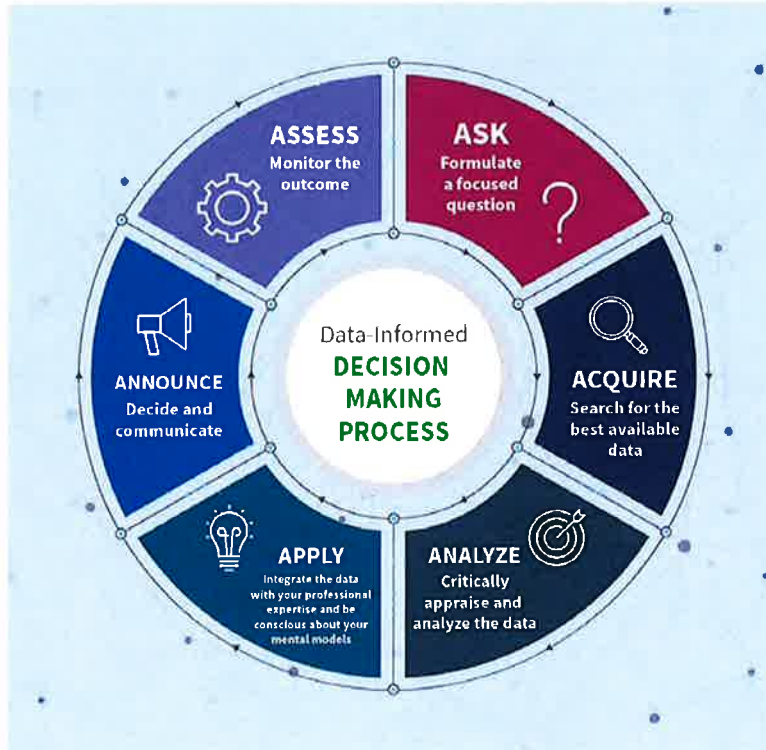 Data-Informed
DECISION
MAKING
PROCESS
ASK
Formulate
a focused
question
ACQUIRE
Search for the
best available
data
ANALYZE
Critically
appraise and
analyze the data
APPLY
Integrate the data
with your professional
expertise and be
conscious about your
mental models
ANNOUNCE
Decide and
communicate
ASSESS
Monitor the
outcome